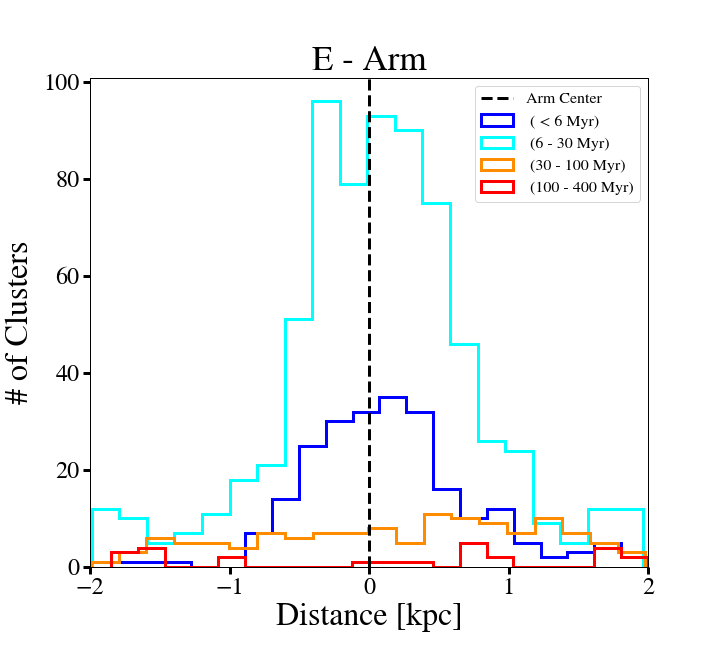 E - Arm
# of Clusters
100
80
60
40
20
0
−2
−1
0
1
2
Distance [kpc]
Arm Center
( < 6 Myr)
(6 - 30 Myr)
(30 - 100 Myr)
(100 - 400 Myr)